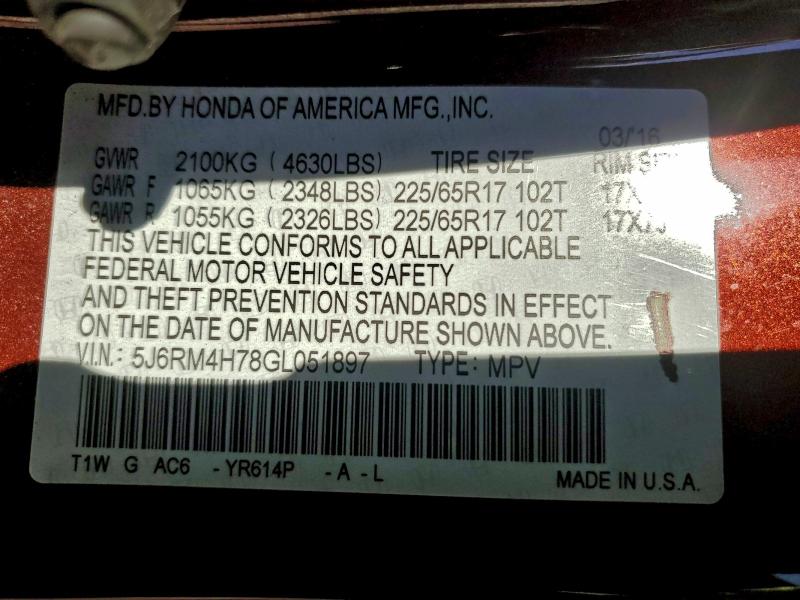 MFD.BY HONDA OF AMERICA MFG.,INC.
03/16
GVWR 2100KG (4630LBS) TIRE SIZE RIM
GAWR F 1065KG (2348LBS) 225/65R17 102T
GAWR R 1055KG (2326LBS) 225/65R17 102T
THIS VEHICLE CONFORMS TO ALL APPLICABLE
FEDERAL MOTOR VEHICLE SAFETY
AND THEFT PREVENTION STANDARDS IN EFFECT
ON THE DATE OF MANUFACTURE SHOWN ABOVE.
V.I.N.: 5J6RM4H78GL051897 TYPE: MPV
T1W G AC6 -YR614P -A-L
MADE IN U.S.A.